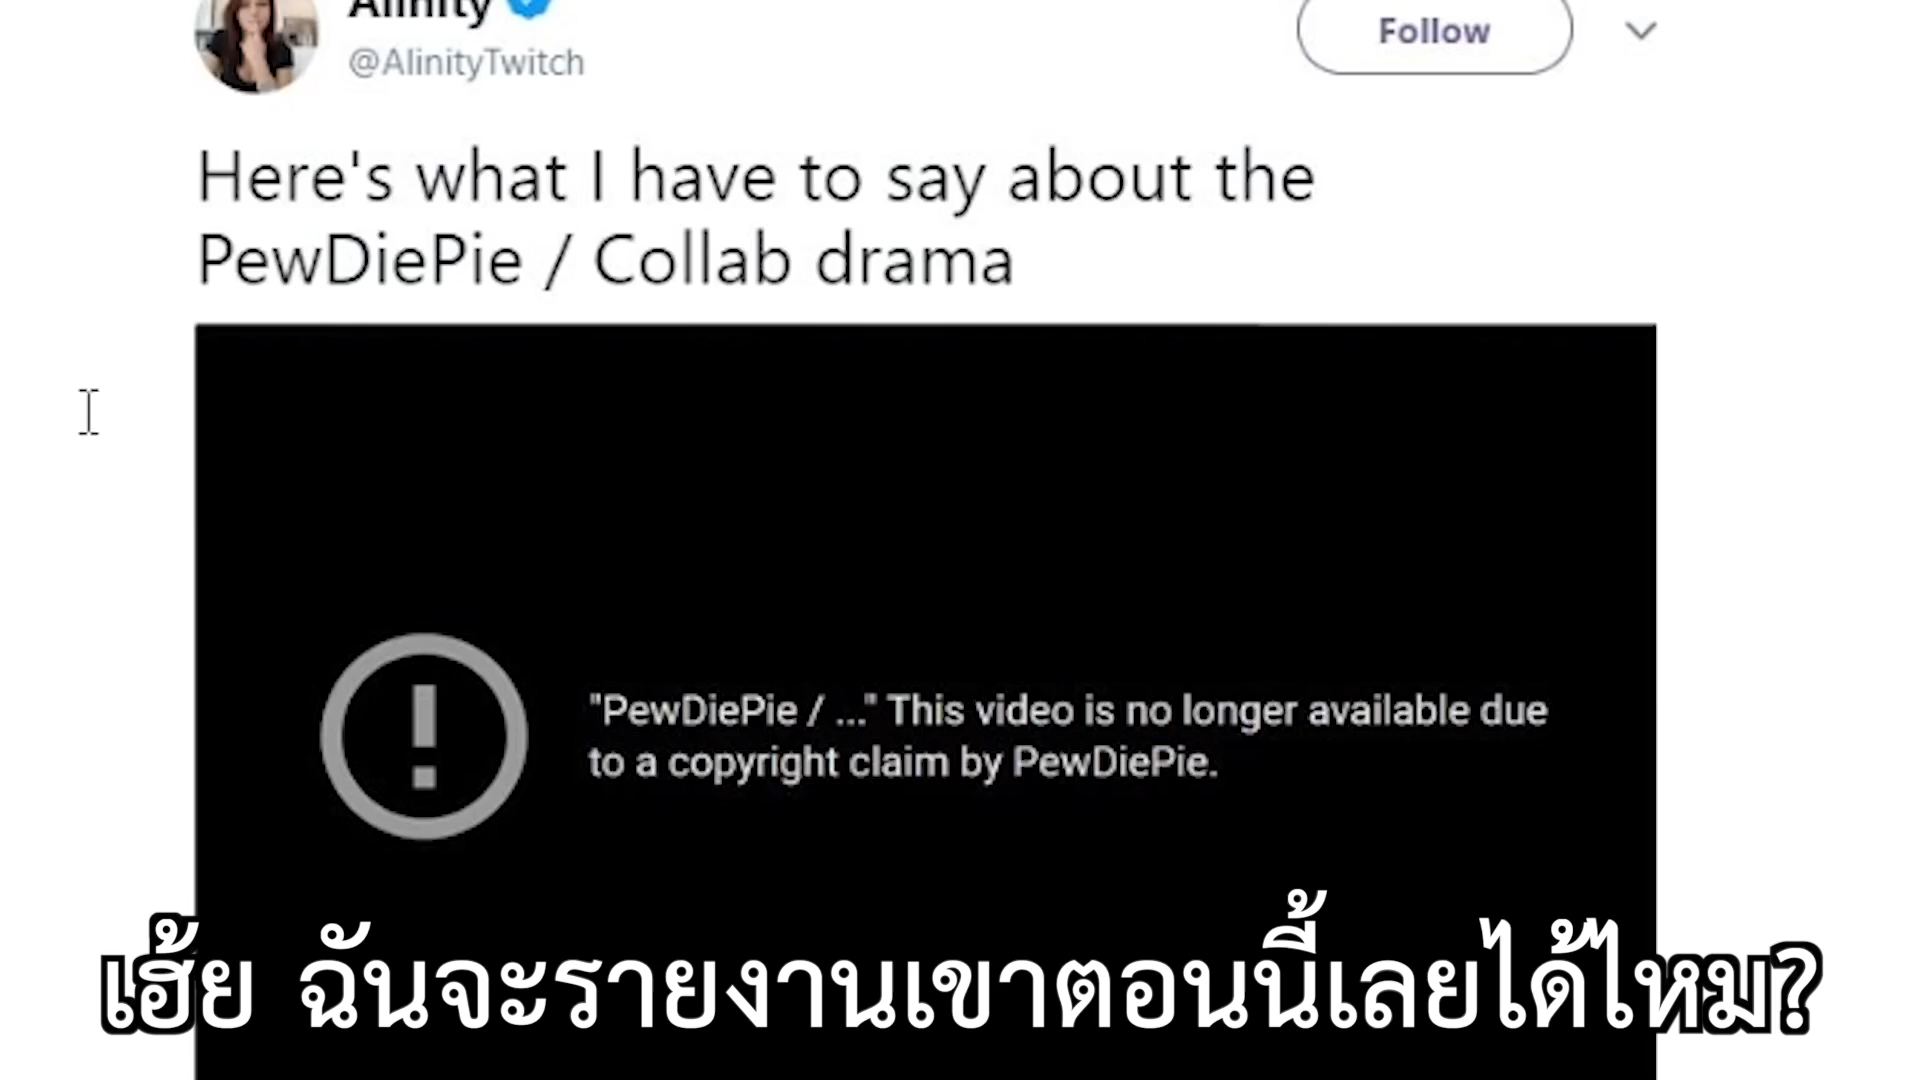 Alinity
@AlinityTwitch
Follow
Here's what I have to say about the
PewDiePie / Collab drama
"PewDiePie / ..." This video is no longer available due
to a copyright claim by PewDiePie.
เฮ้ย ฉันจะรายงานเขาตอนนี้เลยได้ไหม?